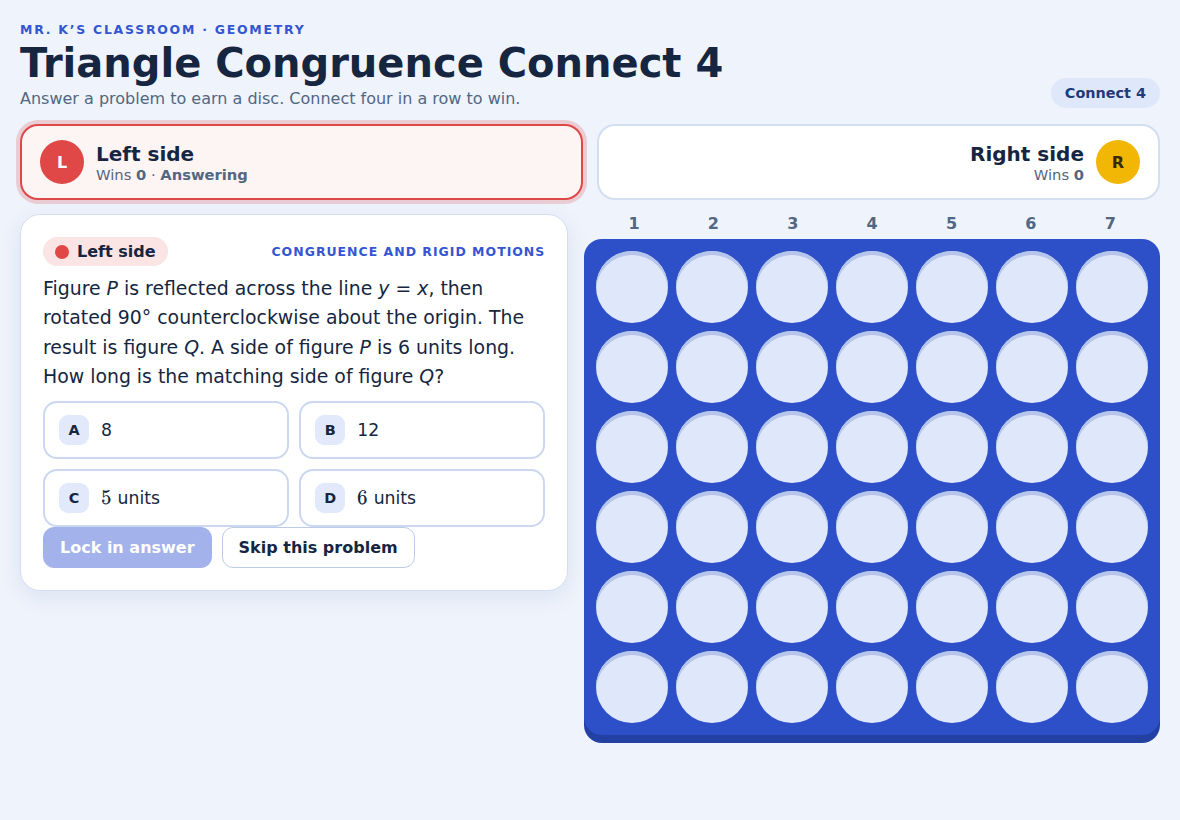 MR. K’S CLASSROOM · GEOMETRY
Triangle Congruence Connect 4
Answer a problem to earn a disc. Connect four in a row to win.
Connect 4
L
Left side
Wins 0 · Answering
Right side
Wins 0
R
Left side
CONGRUENCE AND RIGID MOTIONS
Figure P is reflected across the line y = x, then
rotated 90° counterclockwise about the origin. The
result is figure Q. A side of figure P is 6 units long.
How long is the matching side of figure Q?
A 8
B 12
C 5 units
D 6 units
Lock in answer
Skip this problem
1 2 3 4 5 6 7